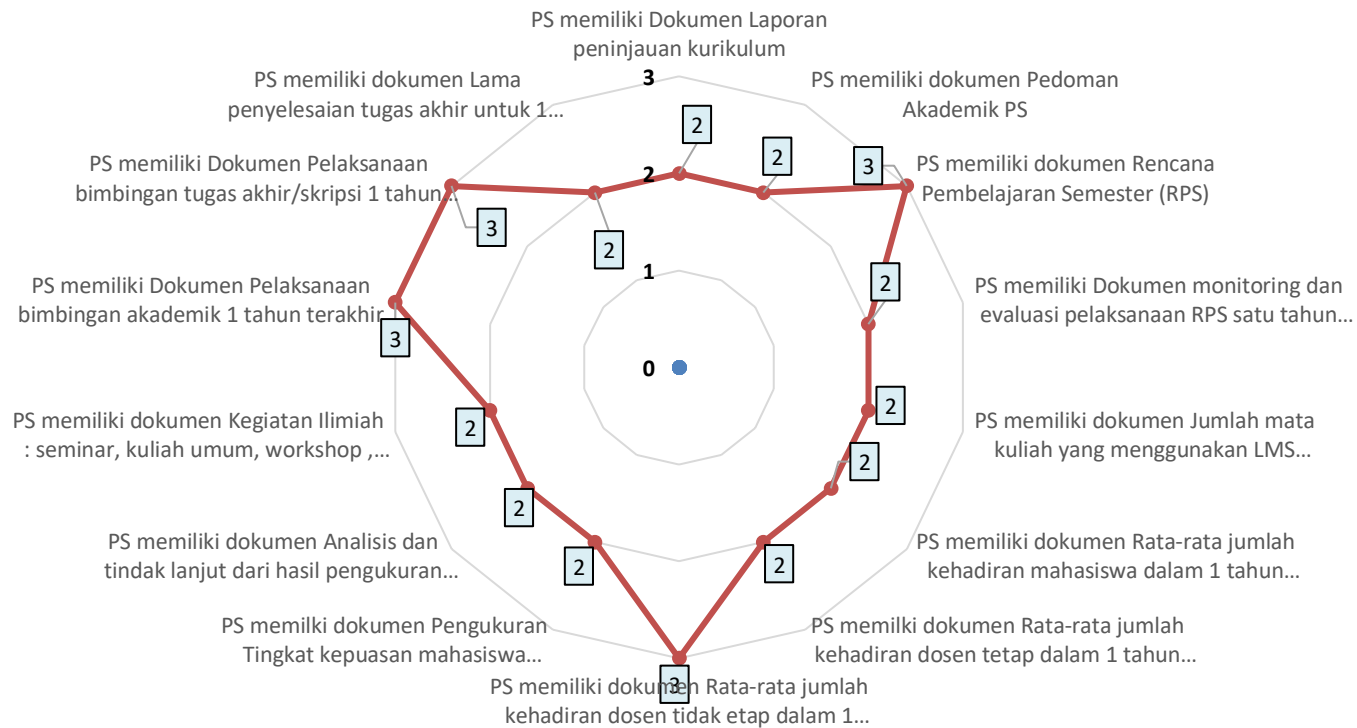 PS memiliki Dokumen Laporan
peninjauan kurikulum
PS memiliki dokumen Pedoman
Akademik PS
PS memiliki dokumen Rencana
Pembelajaran Semester (RPS)
PS memiliki Dokumen monitoring dan
evaluasi pelaksanaan RPS satu tahun...
PS memiliki dokumen Jumlah mata
kuliah yang menggunakan LMS...
PS memiliki dokumen Rata-rata jumlah
kehadiran mahasiswa dalam 1 tahun...
PS memiliki dokumen Rata-rata jumlah
kehadiran dosen tetap dalam 1 tahun...
PS memiliki dokumen Rata-rata jumlah
kehadiran dosen tidak etap dalam 1...
PS memilki dokumen Pengukuran
Tingkat kepuasan mahasiswa...
PS memiliki dokumen Analisis dan
tindak lanjut dari hasil pengukuran...
PS memiliki dokumen Kegiatan Ilimiah
: seminar, kuliah umum, workshop ,...
PS memiliki Dokumen Pelaksanaan
bimbingan akademik 1 tahun terakhir
PS memiliki Dokumen Pelaksanaan
bimbingan tugas akhir/skripsi 1 tahun...
PS memiliki dokumen Lama
penyelesaian tugas akhir untuk 1...
3
2
1
0
2
2
3
2
2
2
2
3
2
2
2
3
3
2